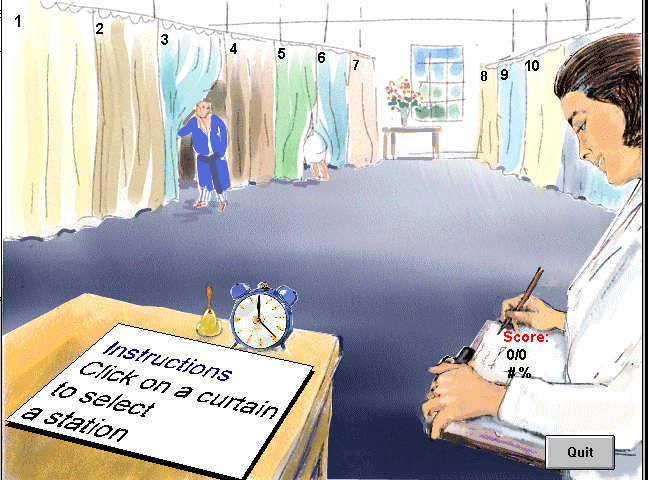 1
2
3
4
5
6
7
8
9
10
Instructions
Click on a curtain
to select
a station
Score:
0/0
#%
Quit